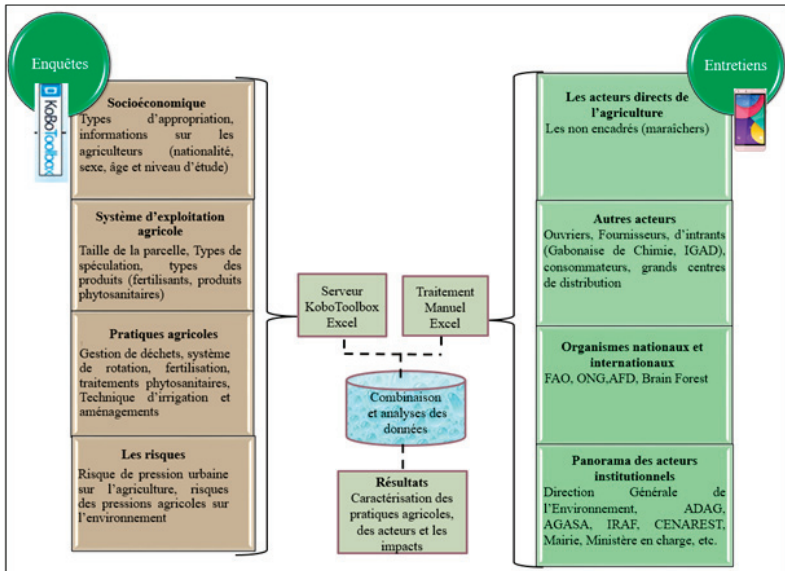 Enquêtes
KoBoToolbox
Socioéconomique
Types d'appropriation,
informations sur les
agriculteurs (nationalité,
sexe, âge et niveau d'étude)
Système d'exploitation
agricole
Taille de la parcelle, Types de
spéculation, types des
produits (fertilisants, produits
phytosanitaires)
Pratiques agricoles
Gestion de déchets, système
de rotation, fertilisation,
traitements phytosanitaires,
Technique d'irrigation et
aménagements
Les risques
Risque de pression urbaine
sur l'agriculture, risques
des pressions agricoles sur
l'environnement
Serveur
KoboToolbox
Excel
Traitement
Manuel
Excel
Combinaison
et analyses des
données
Résultats
Caractérisation des
pratiques agricoles,
des acteurs et les
impacts
Entretiens
Les acteurs directs de
l'agriculture
Les non encadrés (maraîchers)
Autres acteurs
Ouvriers, Fournisseurs, d'intrants
(Gabonaise de Chimie, IGAD),
consommateurs, grands centres
de distribution
Organismes nationaux et
internationaux
FAO, ONG,AFD, Brain Forest
Panorama des acteurs
institutionnels
Direction Générale de
l'Environnement, ADAG,
AGASA, IRAF, CENAREST,
Mairie, Ministère en charge, etc.